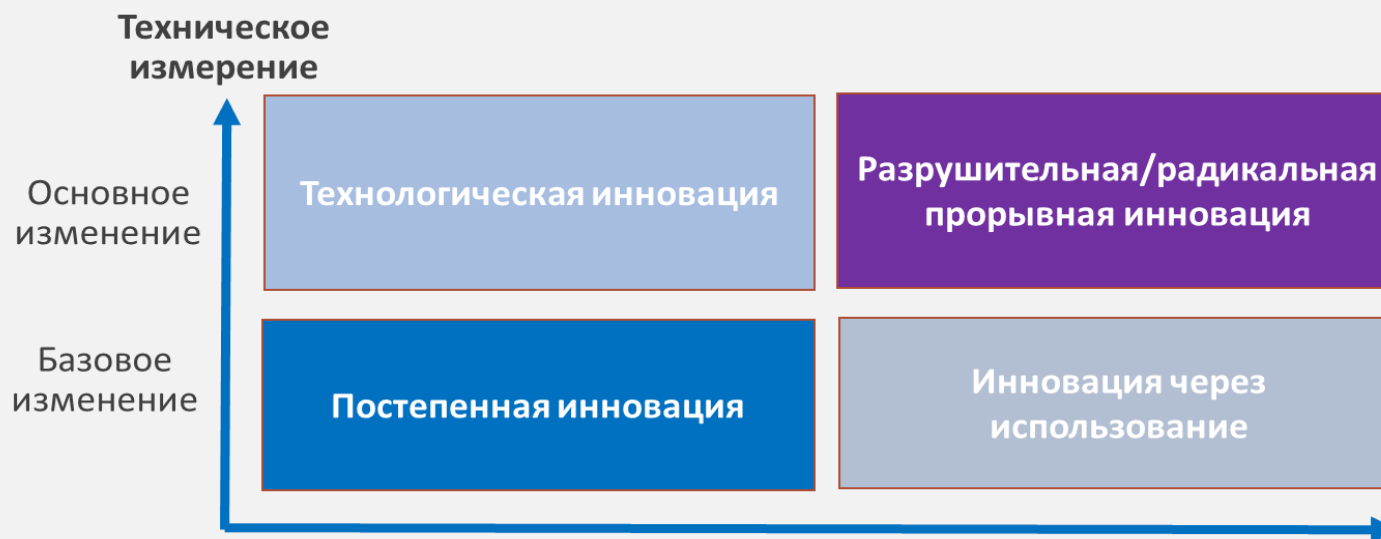 Техническое
измерение
Основное
изменение
Технологическая инновация
Разрушительная/радикальная
прорывная инновация
Базовое
изменение
Постепенная инновация
Инновация через
использование